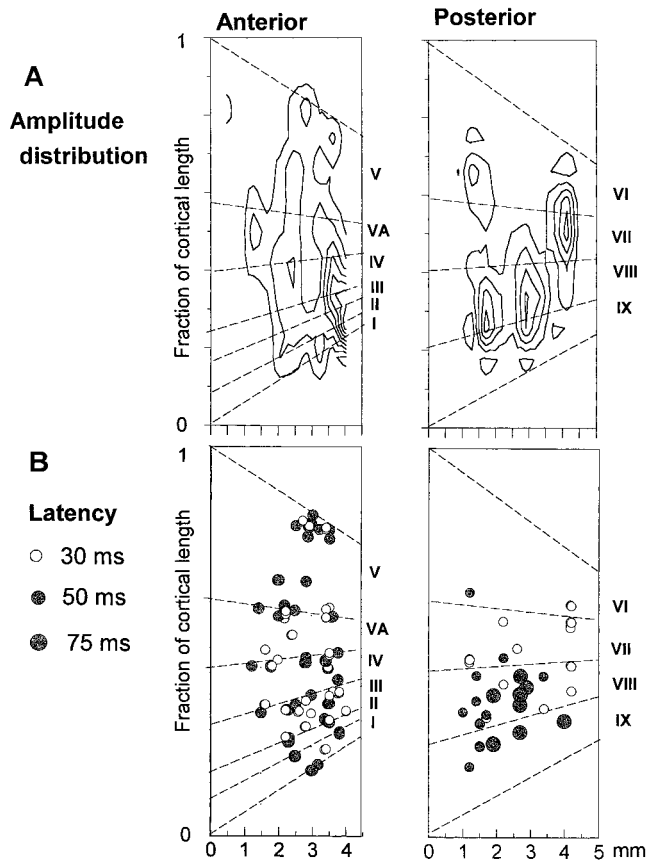 Anterior
Posterior
A
Amplitude
distribution
Fraction of cortical length
1
0
V
VA
IV
III
II
I
VI
VII
VIII
IX
B
Latency
30 ms
50 ms
75 ms
Fraction of cortical length
1
0
V
VA
IV
III
II
I
VI
VII
VIII
IX
0 1 2 3 4
0 1 2 3 4 5 mm